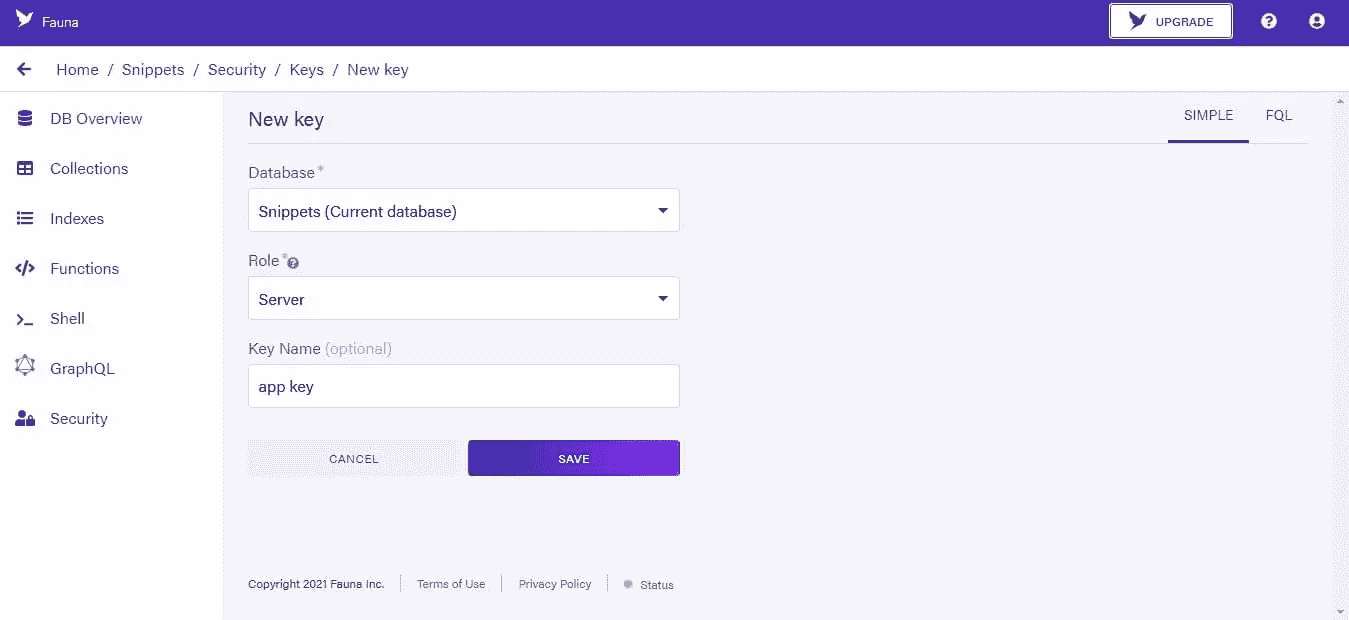 Fauna
UPGRADE
Home / Snippets / Security / Keys / New key
DB Overview
Collections
Indexes
Functions
Shell
GraphQL
Security
New key
SIMPLE FQL
Database*
Snippets (Current database)
Role*
Server
Key Name (optional)
app key
CANCEL SAVE
Copyright 2021 Fauna Inc. Terms of Use Privacy Policy Status